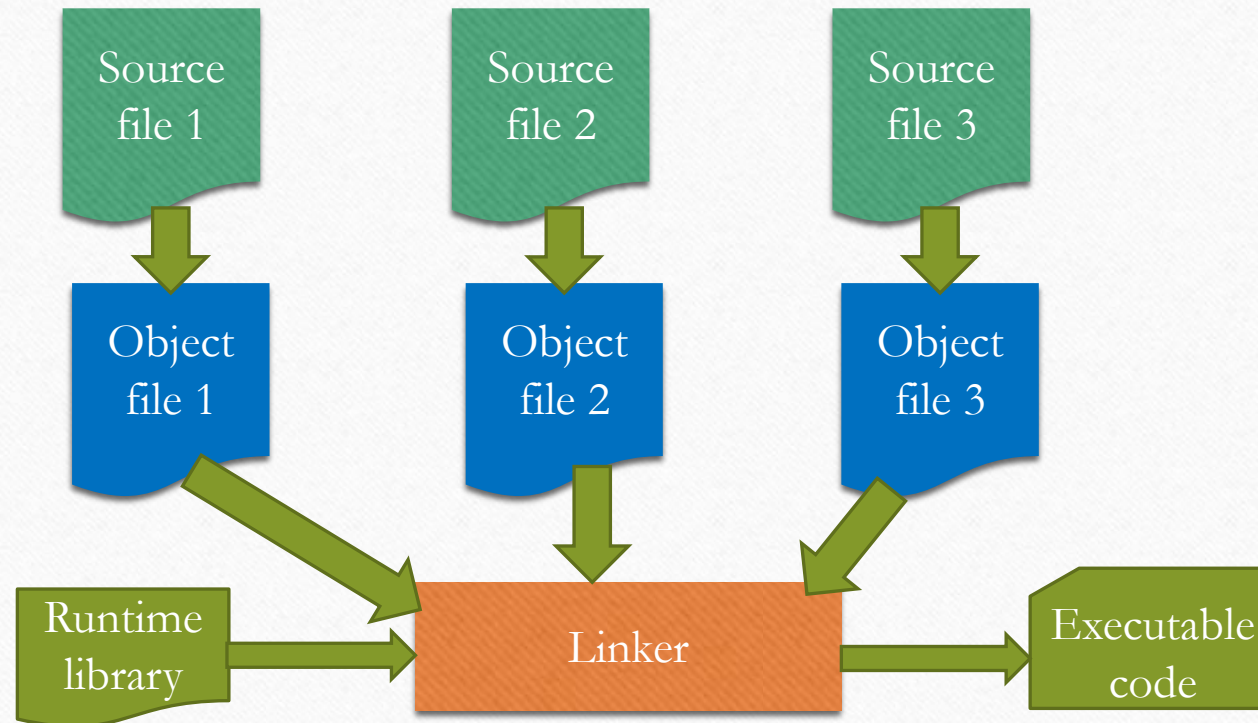 Source
file 1
Source
file 2
Source
file 3
Object
file 1
Object
file 2
Object
file 3
Runtime
library
Linker
Executable
code